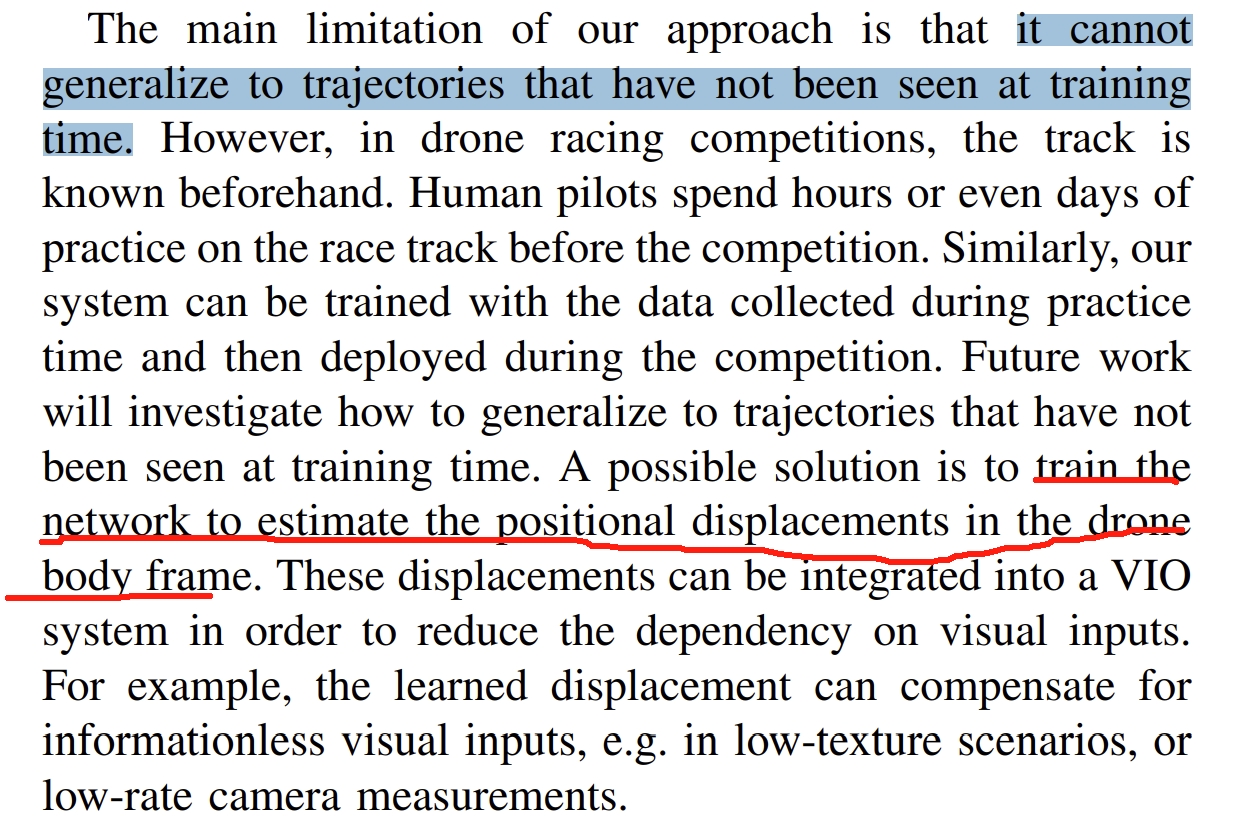 The main limitation of our approach is that it cannot
generalize to trajectories that have not been seen at training
time. However, in drone racing competitions, the track is
known beforehand. Human pilots spend hours or even days of
practice on the race track before the competition. Similarly, our
system can be trained with the data collected during practice
time and then deployed during the competition. Future work
will investigate how to generalize to trajectories that have not
been seen at training time. A possible solution is to train the
network to estimate the positional displacements in the drone
body frame. These displacements can be integrated into a VIO
system in order to reduce the dependency on visual inputs.
For example, the learned displacement can compensate for
informationless visual inputs, e.g. in low-texture scenarios, or
low-rate camera measurements.